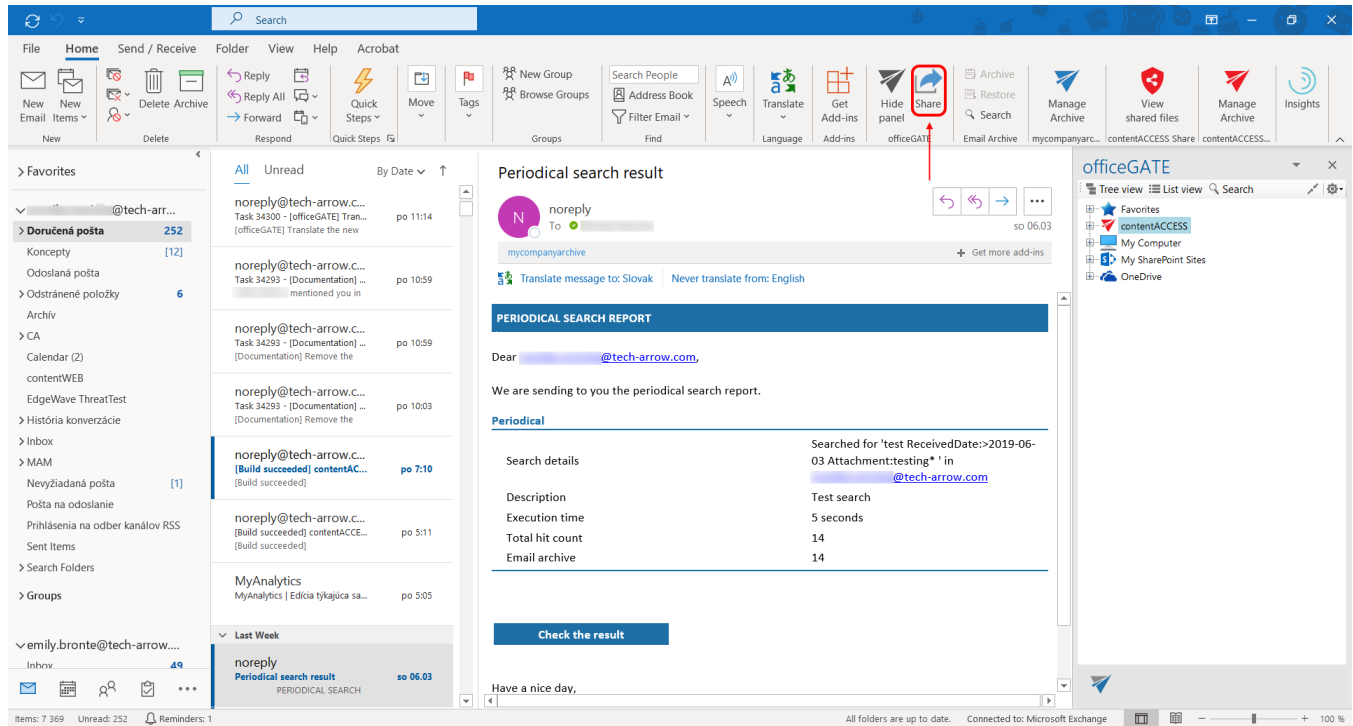 Search
File Home Send / Receive Folder View Help Acrobat
New Email
New Items
New
Delete
Archive
Delete
Reply
Reply All
Forward
Respond
Quick Steps
Quick Steps
Move
Tags
New Group
Browse Groups
Groups
Search People
Address Book
Filter Email
Find
A
Speech
Translate
Language
Get Add-ins
Add-ins
Hide panel
Share
officeGATE
Archive
Restore
Search
Email Archive
Manage Archive
mycompanyarc...
View shared files
contentACCESS Share
Manage Archive
contentACCESS...
Insights
Favorites
@tech-arr...
Doručená pošta 252
Koncepty [12]
Odoslaná pošta
Odstránené položky 6
Archív
CA
Calendar (2)
contentWEB
EdgeWave ThreatTest
História konverzácie
Inbox
MAM
Nevyžiadaná pošta [1]
Pošta na odoslanie
Prihlásenia na odber kanálov RSS
Sent Items
Search Folders
Groups
emily.bronte@tech-arrow....
Inbox 49
All Unread By Date
noreply@tech-arrow.c...
Task 34300 - [officeGATE] Tran... po 11:14
[officeGATE] Translate the new
noreply@tech-arrow.c...
Task 34293 - [Documentation] ... po 10:59
mentioned you in
noreply@tech-arrow.c...
Task 34293 - [Documentation] ... po 10:59
[Documentation] Remove the
noreply@tech-arrow.c...
Task 34293 - [Documentation] ... po 10:03
[Documentation] Remove the
noreply@tech-arrow.c...
[Build succeeded] contentAC... po 7:10
[Build succeeded]
noreply@tech-arrow.c...
[Build succeeded] contentACCE... po 5:11
[Build succeeded]
MyAnalytics
MyAnalytics | Edícia týkajúca sa... po 5:05
Last Week
noreply
Periodical search result so 06.03
PERIODICAL SEARCH
Periodical search result
N
noreply
To
so 06.03
mycompanyarchive + Get more add-ins
Translate message to: Slovak Never translate from: English
PERIODICAL SEARCH REPORT
Dear @tech-arrow.com,
We are sending to you the periodical search report.
Periodical
Search details Searched for 'test ReceivedDate:>2019-06-
03 Attachment:testing* ' in
@tech-arrow.com
Description Test search
Execution time 5 seconds
Total hit count 14
Email archive 14
Check the result
Have a nice day,
officeGATE
Tree view List view Search
Favorites
contentACCESS
My Computer
My SharePoint Sites
OneDrive
Items: 7 369 Unread: 252 Reminders: 1 All folders are up to date. Connected to: Microsoft Exchange 100 %